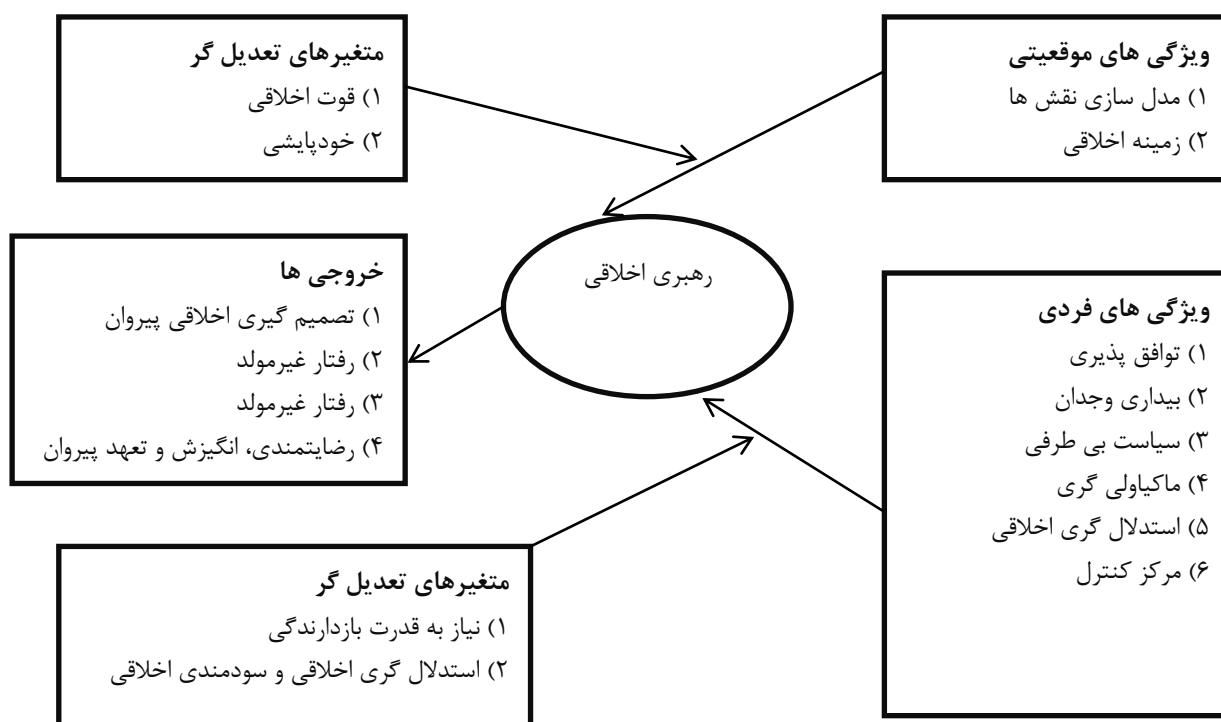 ویژگی های موقعیتی
۱) مدل سازی نقش ها
۲) زمینه اخلاقی
متغیرهای تعدیل گر
۱) قوت اخلاقی
۲) خودپایشی
رهبری اخلاقی
خروجی ها
۱) تصمیم گیری اخلاقی پیروان
۲) رفتار غیرمولد
۳) رفتار غیرمولد
۴) رضایتمندی، انگیزش و تعهد پیروان
ویژگی های فردی
۱) توافق پذیری
۲) بیداری وجدان
۳) سیاست بی طرفی
۴) ماکیاولی گری
۵) استدلال گری اخلاقی
۶) مرکز کنترل
متغیرهای تعدیل گر
۱) نیاز به قدرت بازدارندگی
۲) استدلال گری اخلاقی و سودمندی اخلاقی